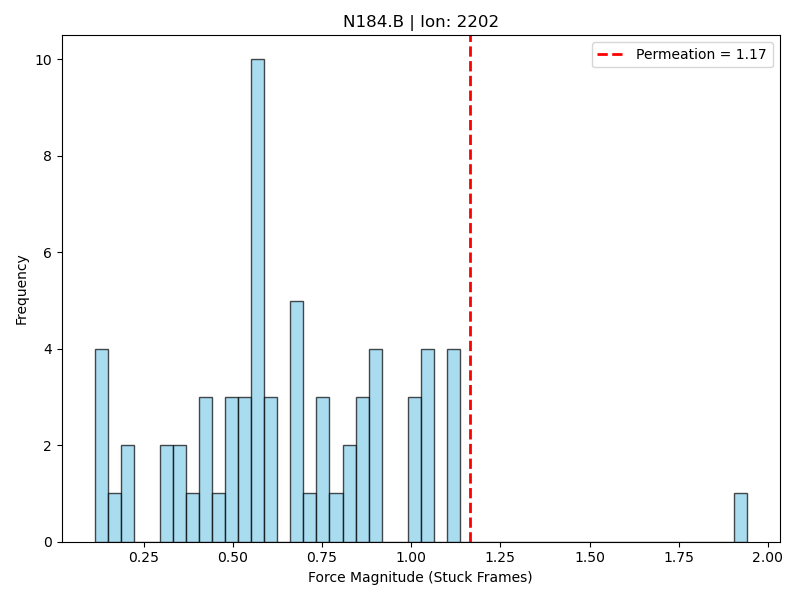 N184.B | Ion: 2202
Permeation = 1.17
Frequency
10
8
6
4
2
0
0.25 0.50 0.75 1.00 1.25 1.50 1.75 2.00
Force Magnitude (Stuck Frames)